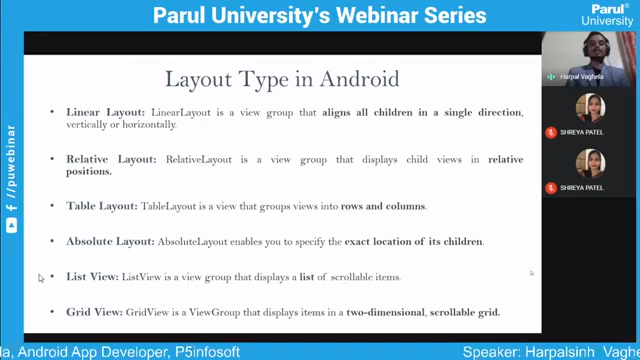 Parul University's Webinar Series
Parul®
University
f //puwebinar
Layout Type in Android
• Linear Layout: LinearLayout is a view group that aligns all children in a single direction,
vertically or horizontally.
• Relative Layout: RelativeLayout is a view group that displays child views in relative
positions.
• Table Layout: TableLayout is a view that groups views into rows and columns.
• Absolute Layout: AbsoluteLayout enables you to specify the exact location of its children.
• List View: ListView is a view group that displays a list of scrollable items.
• Grid View: GridView is a ViewGroup that displays items in a two-dimensional, scrollable grid.
Harpal Vaghela
SHREYA PATEL
SHREYA PATEL
la, Android App Developer, P5infosoft
Speaker: Harpalsinh Vaghe